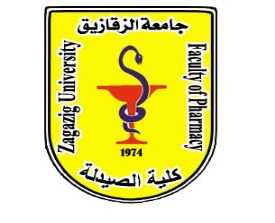 جامعة الزقازيق
Zagazig University
Faculty of Pharmacy
1974
كلية الصيدلة